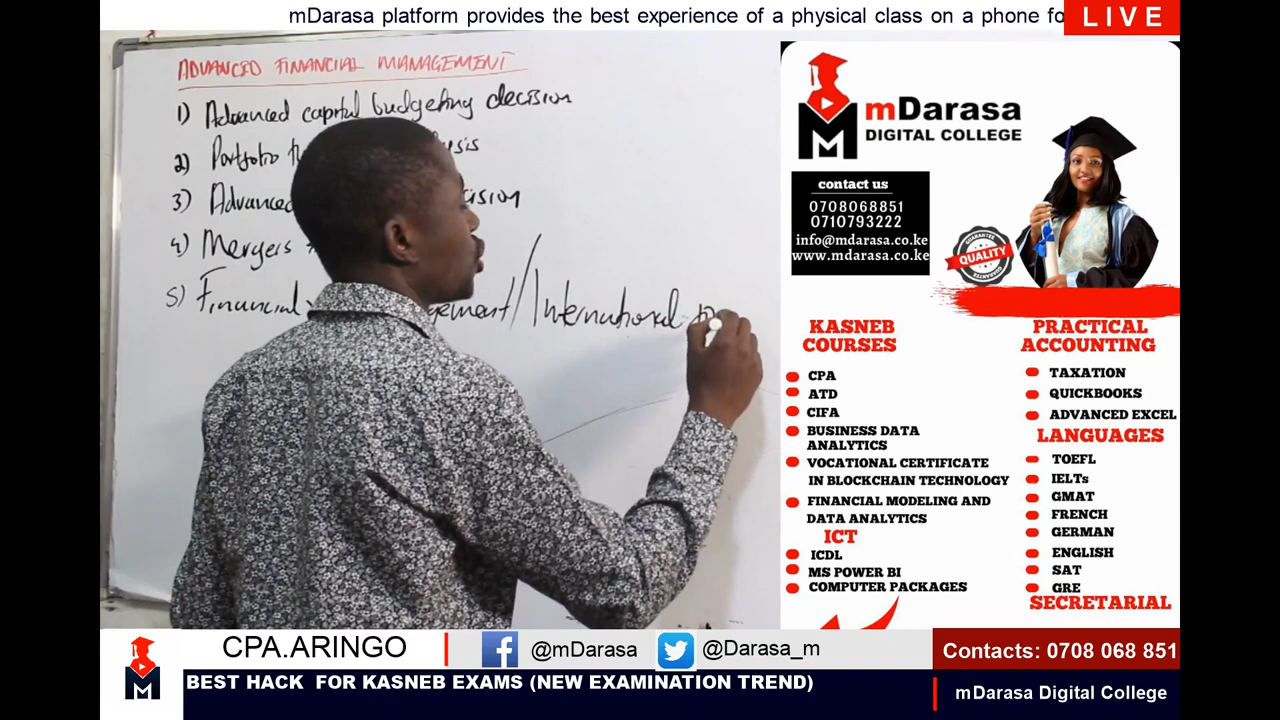 mDarasa platform provides the best experience of a physical class on a phone fo
LIVE
ADVANCED FINANCIAL MANAGEMENT
1) Advanced capital budgeting decision
2) Portfolio
3) Advanced
4) Mergers
5) Financial / International
mDarasa
DIGITAL COLLEGE
contact us
0708068851
0710793222
info@mdarasa.co.ke
www.mdarasa.co.ke
GUARANTEE
QUALITY
GUARANTEE
KASNEB
COURSES
CPA
ATD
CIFA
BUSINESS DATA
ANALYTICS
VOCATIONAL CERTIFICATE
IN BLOCKCHAIN TECHNOLOGY
FINANCIAL MODELING AND
DATA ANALYTICS
ICT
ICDL
MS POWER BI
COMPUTER PACKAGES
PRACTICAL
ACCOUNTING
TAXATION
QUICKBOOKS
ADVANCED EXCEL
LANGUAGES
TOEFL
IELTs
GMAT
FRENCH
GERMAN
ENGLISH
SAT
GRE
SECRETARIAL
CPA.ARINGO
@mDarasa
@Darasa_m
Contacts: 0708 068 851
BEST HACK FOR KASNEB EXAMS (NEW EXAMINATION TREND)
mDarasa Digital College